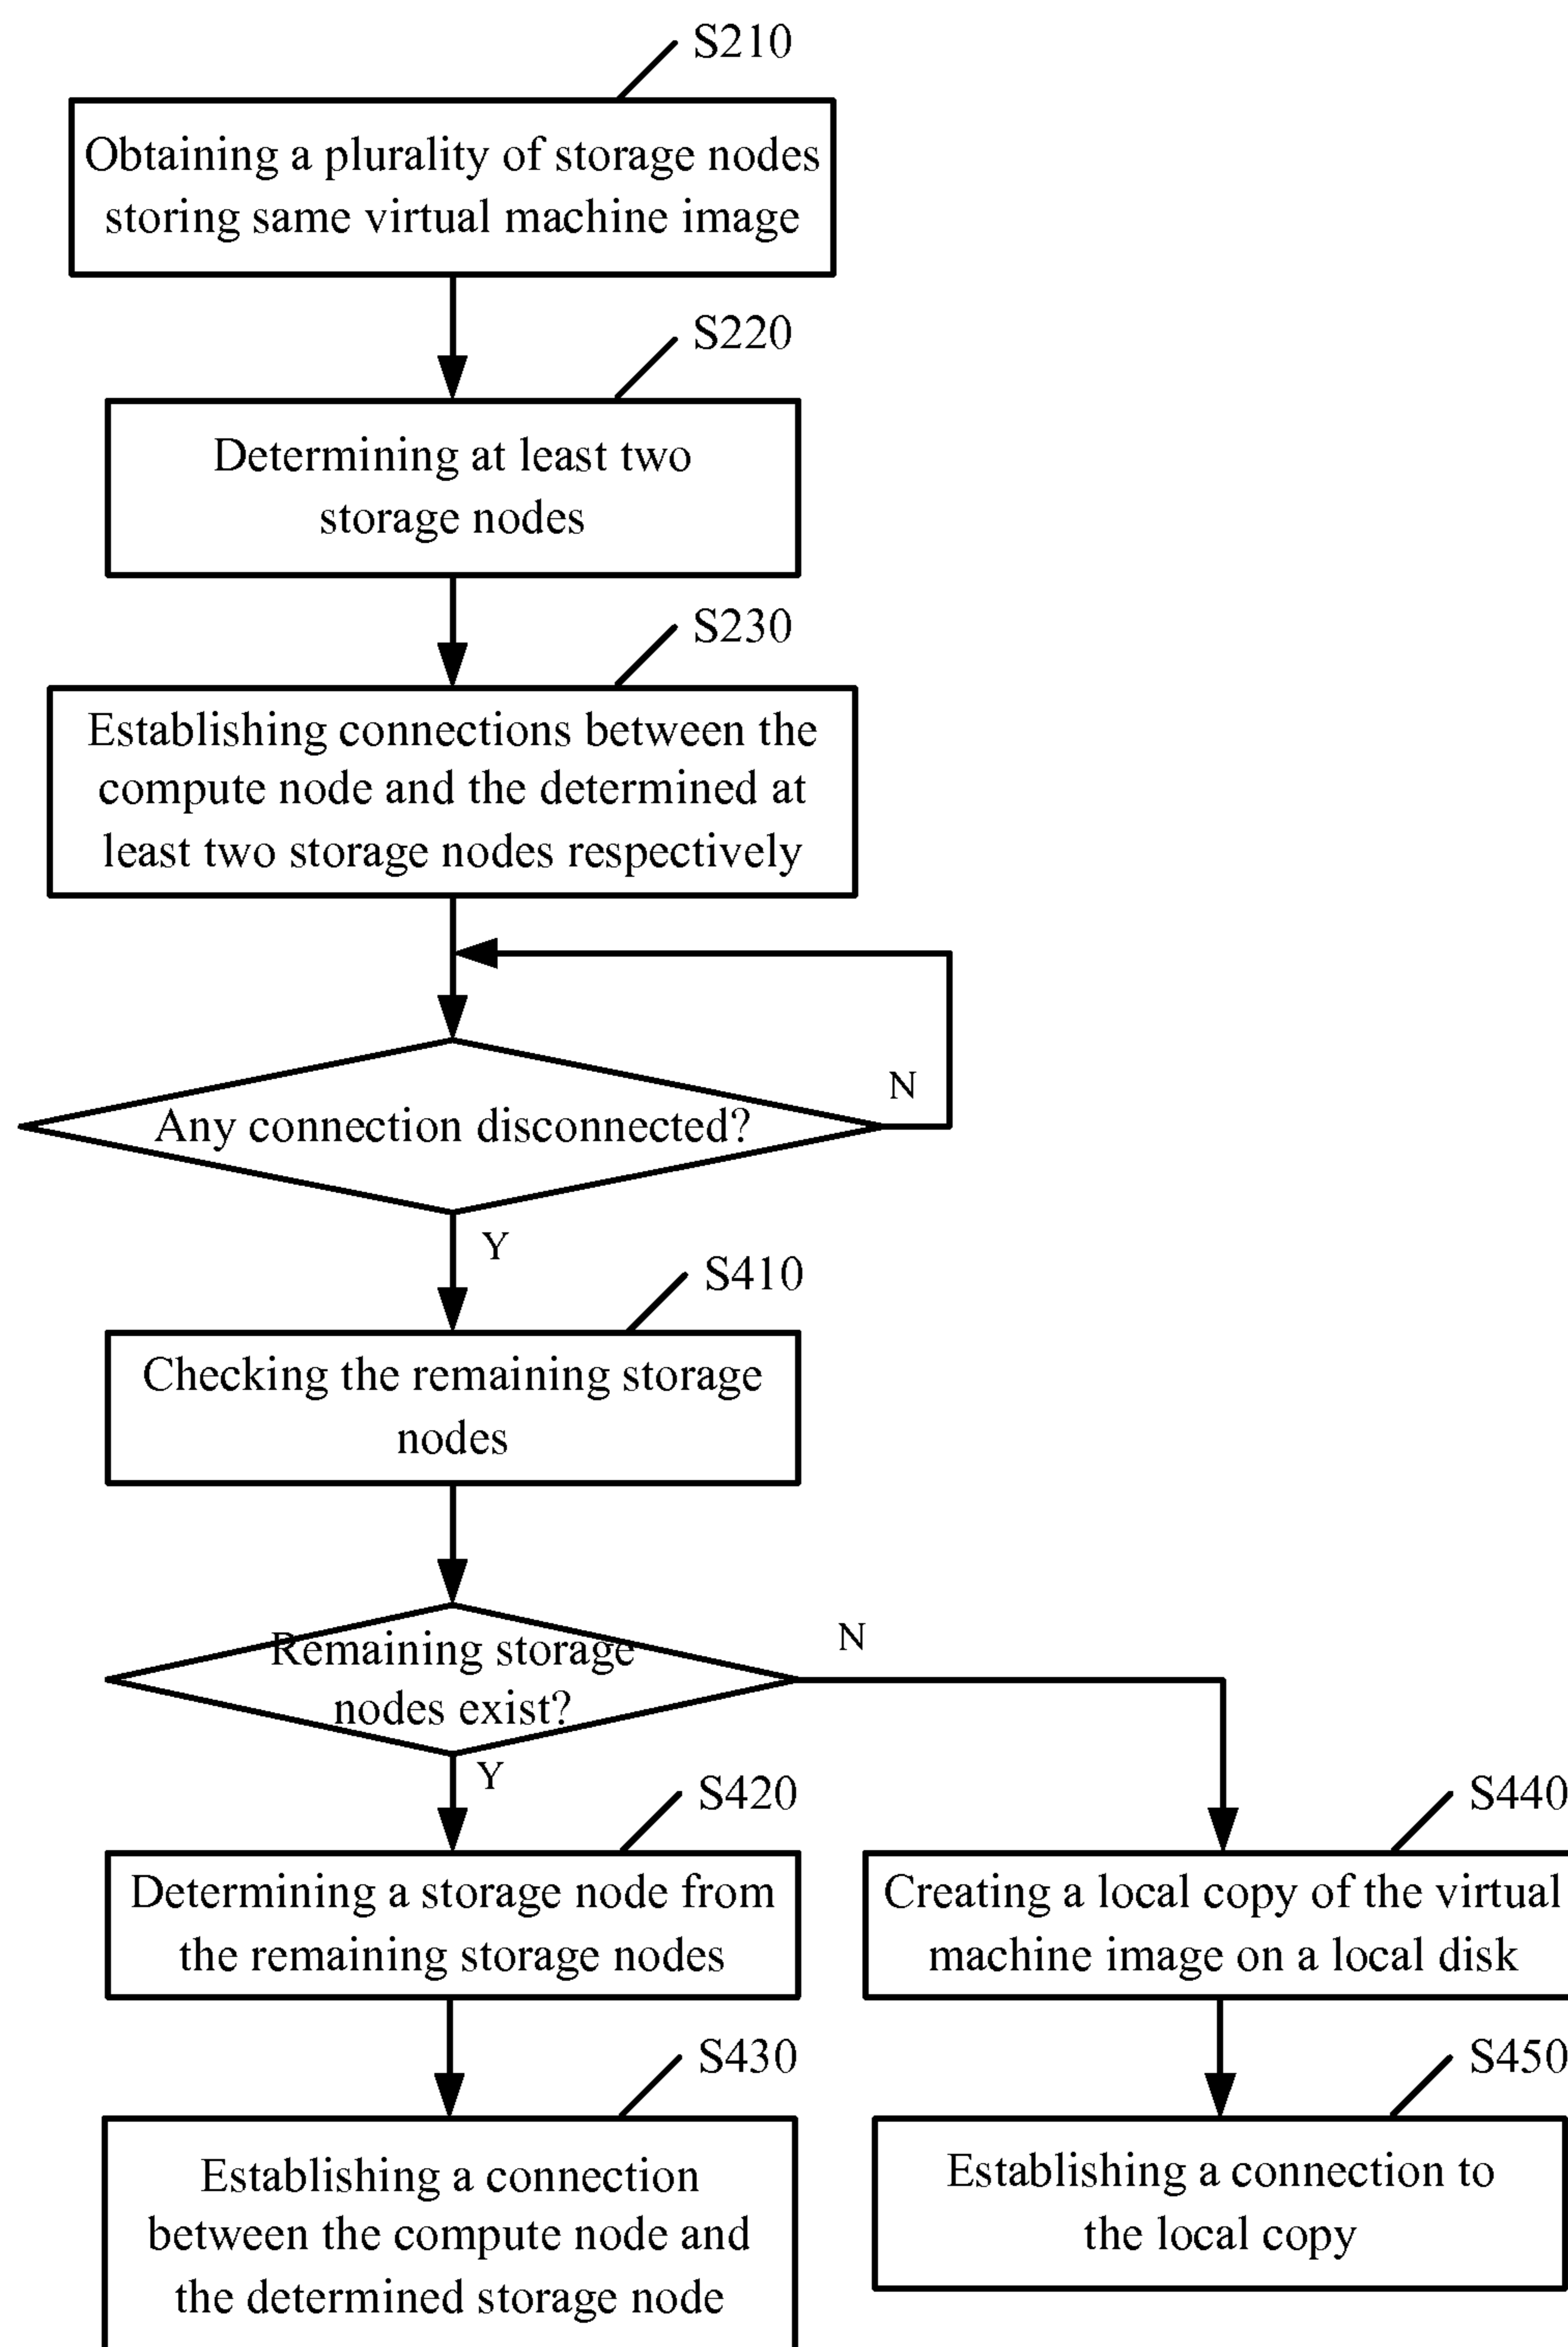 S210
Obtaining a plurality of storage nodes
storing same virtual machine image
S220
Determining at least two
storage nodes
S230
Establishing connections between the
compute node and the determined at
least two storage nodes respectively
N
Any connection disconnected?
Y
S410
Checking the remaining storage
nodes
N
Remaining storage
nodes exist?
Y
S420
S440
Determining a storage node from
the remaining storage nodes
Creating a local copy of the virtual
machine image on a local disk
S430
S450
Establishing a connection
between the compute node and
the determined storage node
Establishing a connection to
the local copy